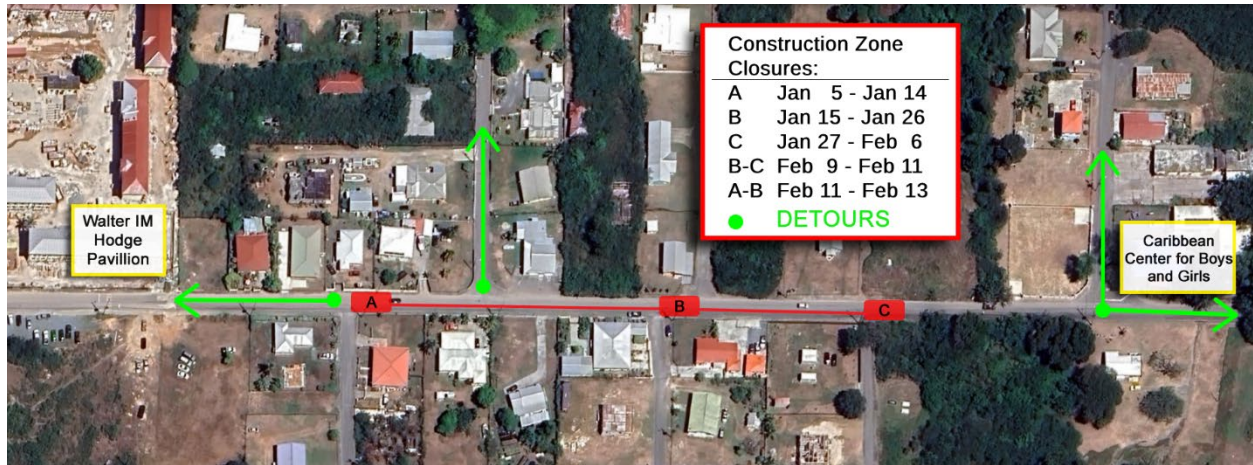 Construction Zone
Closures:
A Jan 5 - Jan 14
B Jan 15 - Jan 26
C Jan 27 - Feb 6
B-C Feb 9 - Feb 11
A-B Feb 11 - Feb 13
DETOURS
Walter IM
Hodge
Pavillion
Caribbean
Center for Boys
and Girls
A
B
C